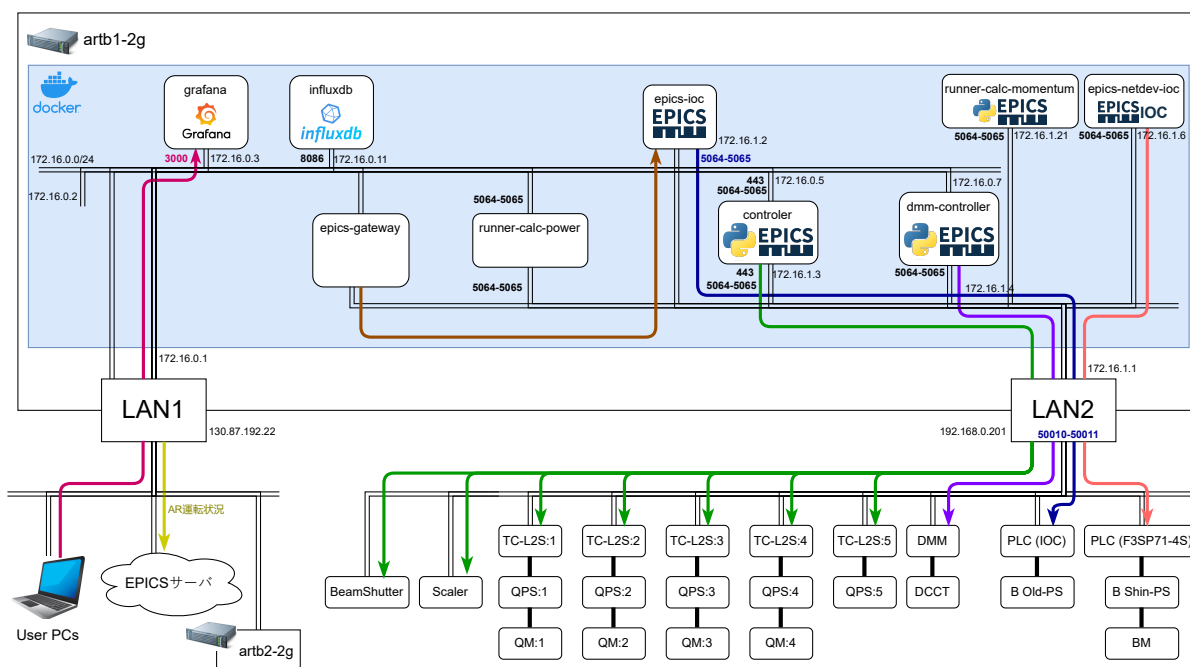 artb1-2g
docker
grafana
Grafana
influxdb
influxdb
epics-ioc
EPICS
runner-calc-momentum
EPICS
epics-netdev-ioc
EPICS IOC
172.16.0.0/24
3000
172.16.0.3
8086
172.16.0.11
172.16.1.2
5064-5065
5064-5065
172.16.1.21
5064-5065
172.16.1.6
172.16.0.2
443
5064-5065
172.16.0.5
172.16.0.7
5064-5065
epics-gateway
runner-calc-power
controler
EPICS
dmm-controller
EPICS
5064-5065
443
5064-5065
172.16.1.3
5064-5065
172.16.1.4
172.16.0.1
172.16.1.1
LAN1
130.87.192.22
LAN2
192.168.0.201
50010-50011
AR運転状況
User PCs
EPICSサーバ
artb2-2g
TC-L2S:1
TC-L2S:2
TC-L2S:3
TC-L2S:4
TC-L2S:5
DMM
PLC (IOC)
PLC (F3SP71-4S)
BeamShutter
Scaler
QPS:1
QPS:2
QPS:3
QPS:4
QPS:5
DCCT
B Old-PS
B Shin-PS
QM:1
QM:2
QM:3
QM:4
BM